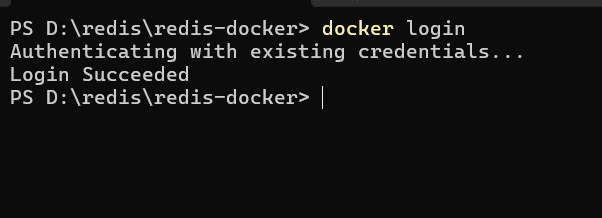 PS D:\redis\redis-docker> docker login
Authenticating with existing credentials...
Login Succeeded
PS D:\redis\redis-docker>